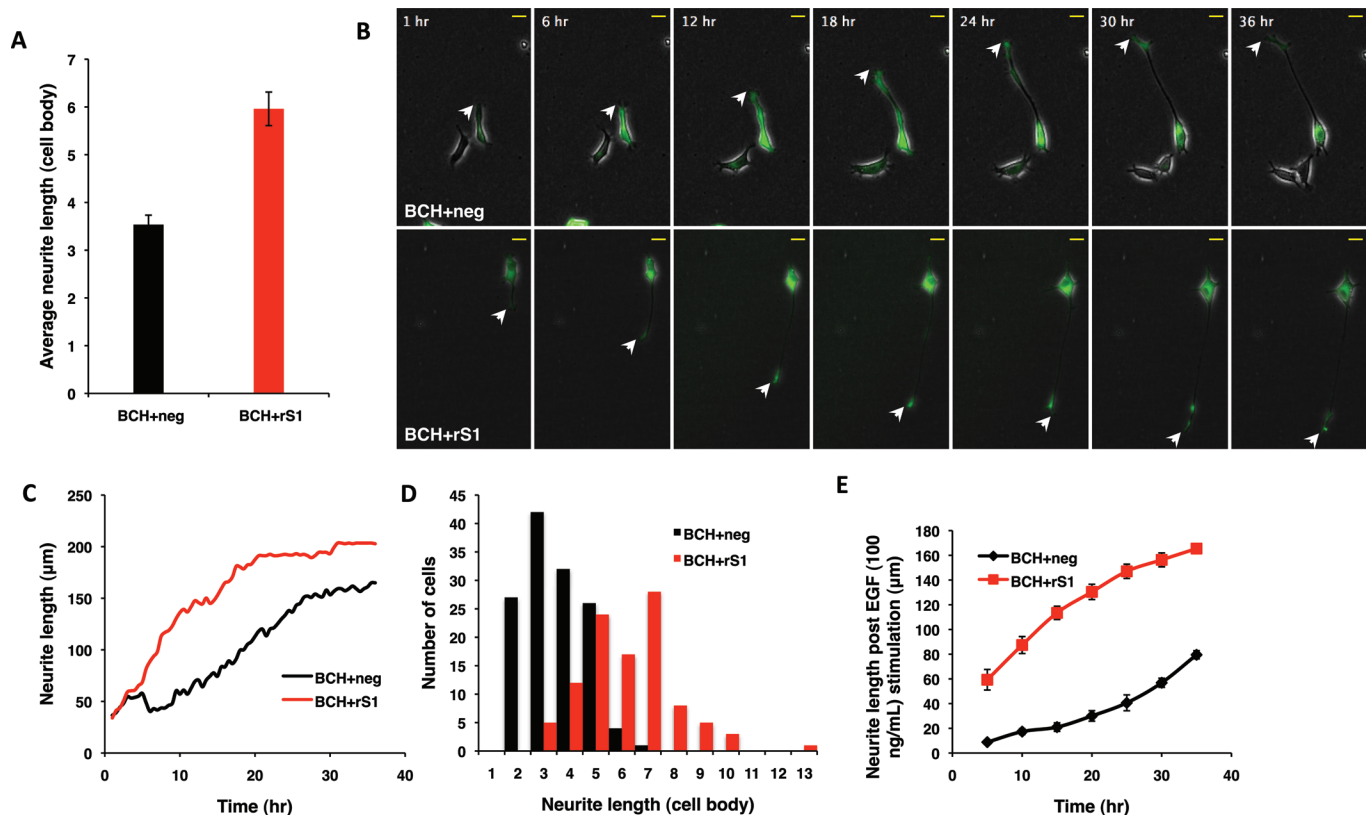 A
Average neurite length (cell body)
7
6
5
4
3
2
1
0
BCH+neg
BCH+rS1
B
1 hr
6 hr
12 hr
18 hr
24 hr
30 hr
36 hr
BCH+neg
BCH+rS1
C
Neurite length (µm)
250
200
150
100
50
0
BCH+neg
BCH+rS1
0
10
20
30
40
Time (hr)
D
Number of cells
45
40
35
30
25
20
15
10
5
0
BCH+neg
BCH+rS1
1
2
3
4
5
6
7
8
9
10
11
12
13
Neurite length (cell body)
E
Neurite length post EGF (100
ng/mL) stimulation (µm)
180
160
140
120
100
80
60
40
20
0
BCH+neg
BCH+rS1
0
10
20
30
40
Time (hr)